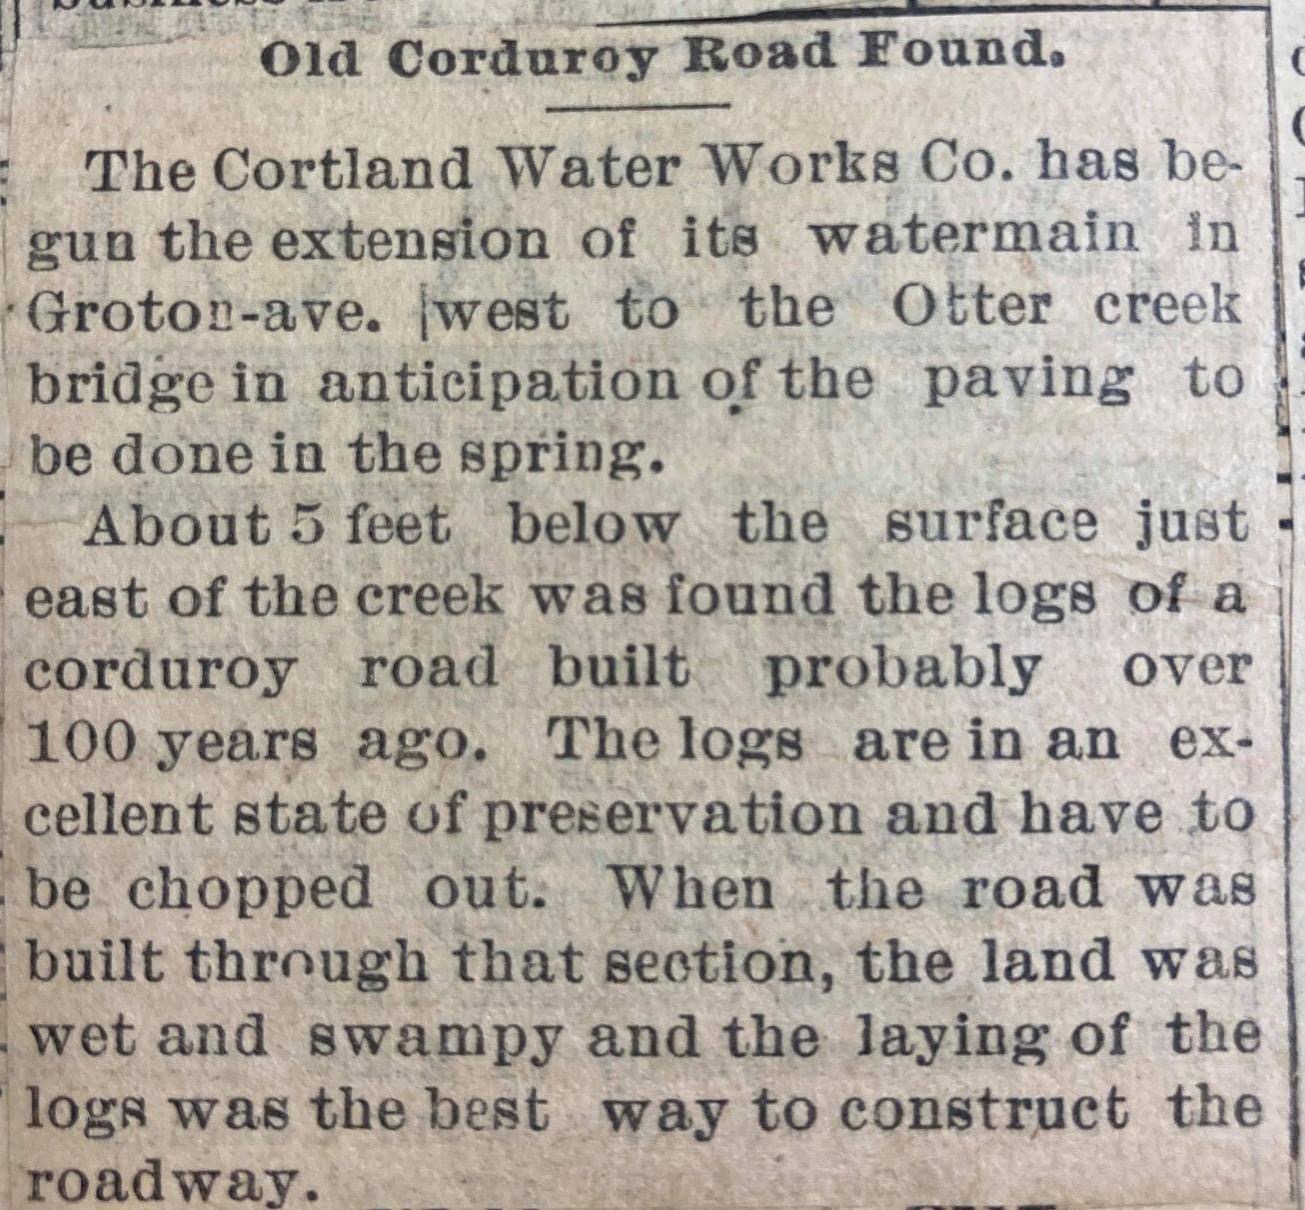 Old Corduroy Road Found.
The Cortland Water Works Co. has be-
gun the extension of its watermain in
Groton-ave. west to the Otter creek
bridge in anticipation of the paving to
be done in the spring.
About 5 feet below the surface just
east of the creek was found the logs of a
corduroy road built probably over
100 years ago. The logs are in an ex-
cellent state of preservation and have to
be chopped out. When the road was
built through that section, the land was
wet and swampy and the laying of the
logs was the best way to construct the
roadway.